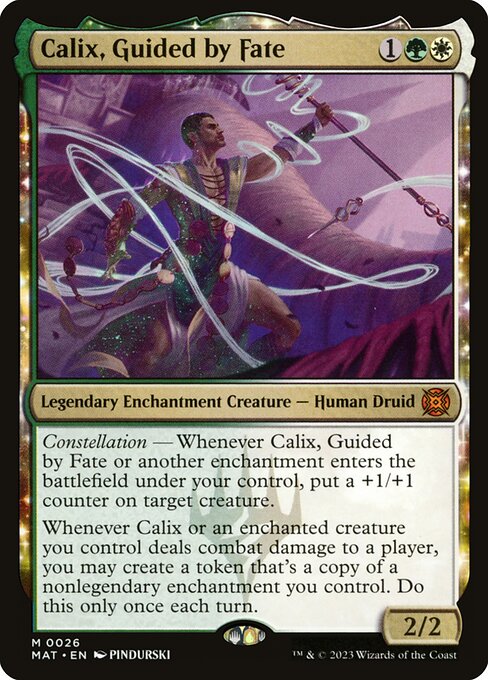 Calix, Guided by Fate 1
Legendary Enchantment Creature — Human Druid
Constellation — Whenever Calix, Guided
by Fate or another enchantment enters the
battlefield under your control, put a +1/+1
counter on target creature.
Whenever Calix or an enchanted creature
you control deals combat damage to a player,
you may create a token that's a copy of a
nonlegendary enchantment you control. Do
this only once each turn.
2/2
M 0026
MAT • EN PINDURSKI
™ & © 2023 Wizards of the Coast